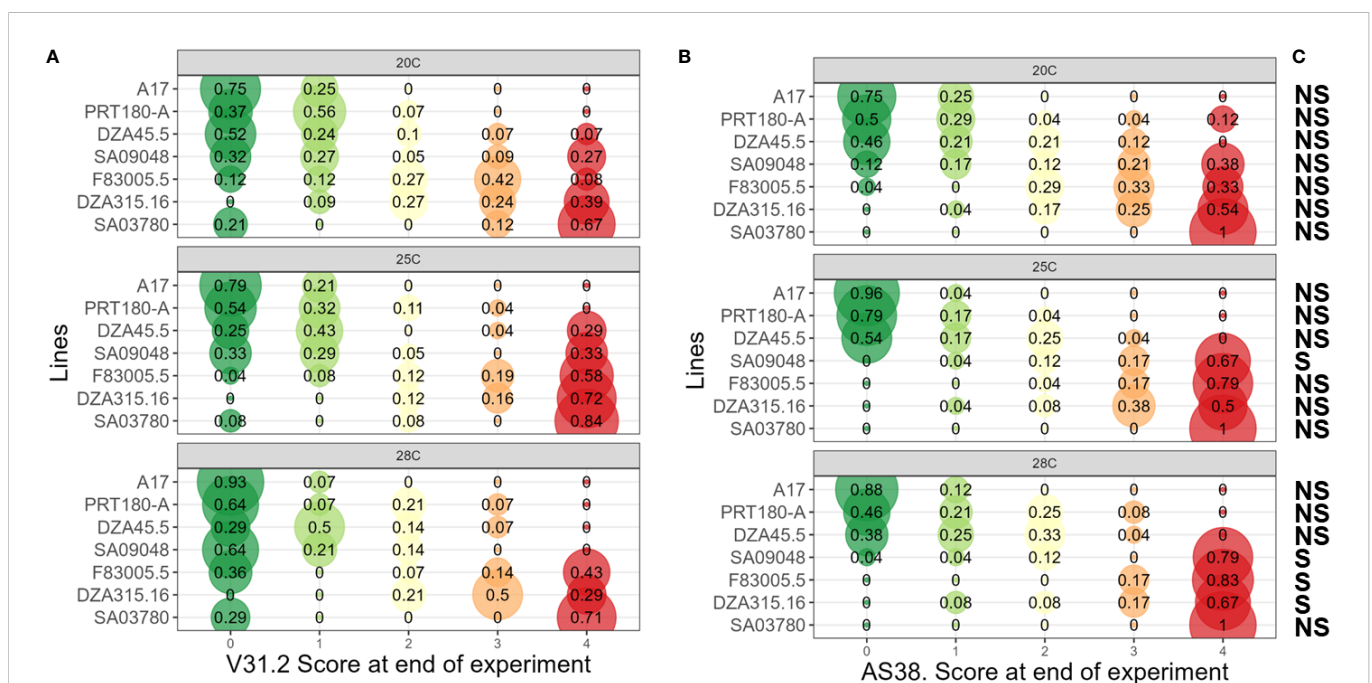 A
20C
A17 0.75 0.25 0 0 0
PRT180-A 0.37 0.56 0.07 0 0
DZA45.5 0.52 0.24 0.1 0.07 0.07
SA09048 0.32 0.27 0.05 0.09 0.27
F83005.5 0.12 0.12 0.27 0.42 0.08
DZA315.16 0 0.09 0.27 0.24 0.39
SA03780 0.21 0 0 0.12 0.67
25C
A17 0.79 0.21 0 0 0
PRT180-A 0.54 0.32 0.11 0.04 0
DZA45.5 0.25 0.43 0 0.04 0.29
SA09048 0.33 0.29 0.05 0 0.33
F83005.5 0.04 0.08 0.12 0.19 0.58
DZA315.16 0 0 0.12 0.16 0.72
SA03780 0.08 0 0.08 0 0.84
28C
A17 0.93 0.07 0 0 0
PRT180-A 0.64 0.07 0.21 0.07 0
DZA45.5 0.29 0.5 0.14 0.07 0
SA09048 0.64 0.21 0.14 0 0
F83005.5 0.36 0 0.07 0.14 0.43
DZA315.16 0 0 0.21 0.5 0.29
SA03780 0.29 0 0 0 0.71
0 1 2 3 4
Lines
V31.2 Score at end of experiment
B
C
20C
A17 0.75 0.25 0 0 0 NS
PRT180-A 0.5 0.29 0.04 0.04 0.12 NS
DZA45.5 0.46 0.21 0.21 0.12 0 NS
SA09048 0.12 0.17 0.12 0.21 0.38 NS
F83005.5 0.04 0 0.29 0.33 0.33 NS
DZA315.16 0 0.04 0.17 0.25 0.54 NS
SA03780 0 0 0 0 1 NS
25C
A17 0.96 0.04 0 0 0 NS
PRT180-A 0.79 0.17 0.04 0 0 NS
DZA45.5 0.54 0.17 0.25 0.04 0 NS
SA09048 0 0.04 0.12 0.17 0.67 S
F83005.5 0 0 0.04 0.17 0.79 NS
DZA315.16 0 0.04 0.08 0.38 0.5 NS
SA03780 0 0 0 0 1 NS
28C
A17 0.88 0.12 0 0 0 NS
PRT180-A 0.46 0.21 0.25 0.08 0 NS
DZA45.5 0.38 0.25 0.33 0.04 0 NS
SA09048 0.04 0.04 0.12 0 0.79 S
F83005.5 0 0 0 0.17 0.83 S
DZA315.16 0 0.08 0.08 0.17 0.67 S
SA03780 0 0 0 0 1 NS
0 1 2 3 4
Lines
AS38. Score at end of experiment